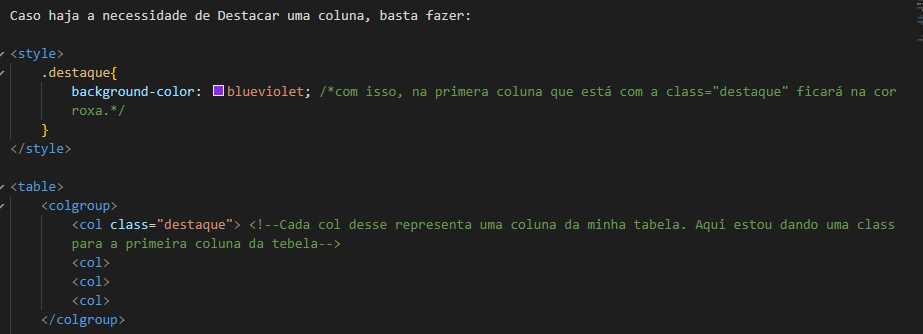 Caso haja a necessidade de Destacar uma coluna, basta fazer:
<style>
.destaque{
background-color: blueviolet; /*com isso, na primera coluna que está com a class="destaque" ficará na cor
roxa.*/
}
</style>
<table>
<colgroup>
<col class="destaque"> <!--Cada col desse representa uma coluna da minha tabela. Aqui estou dando uma class
para a primeira coluna da tebela-->
<col>
<col>
<col>
</colgroup>